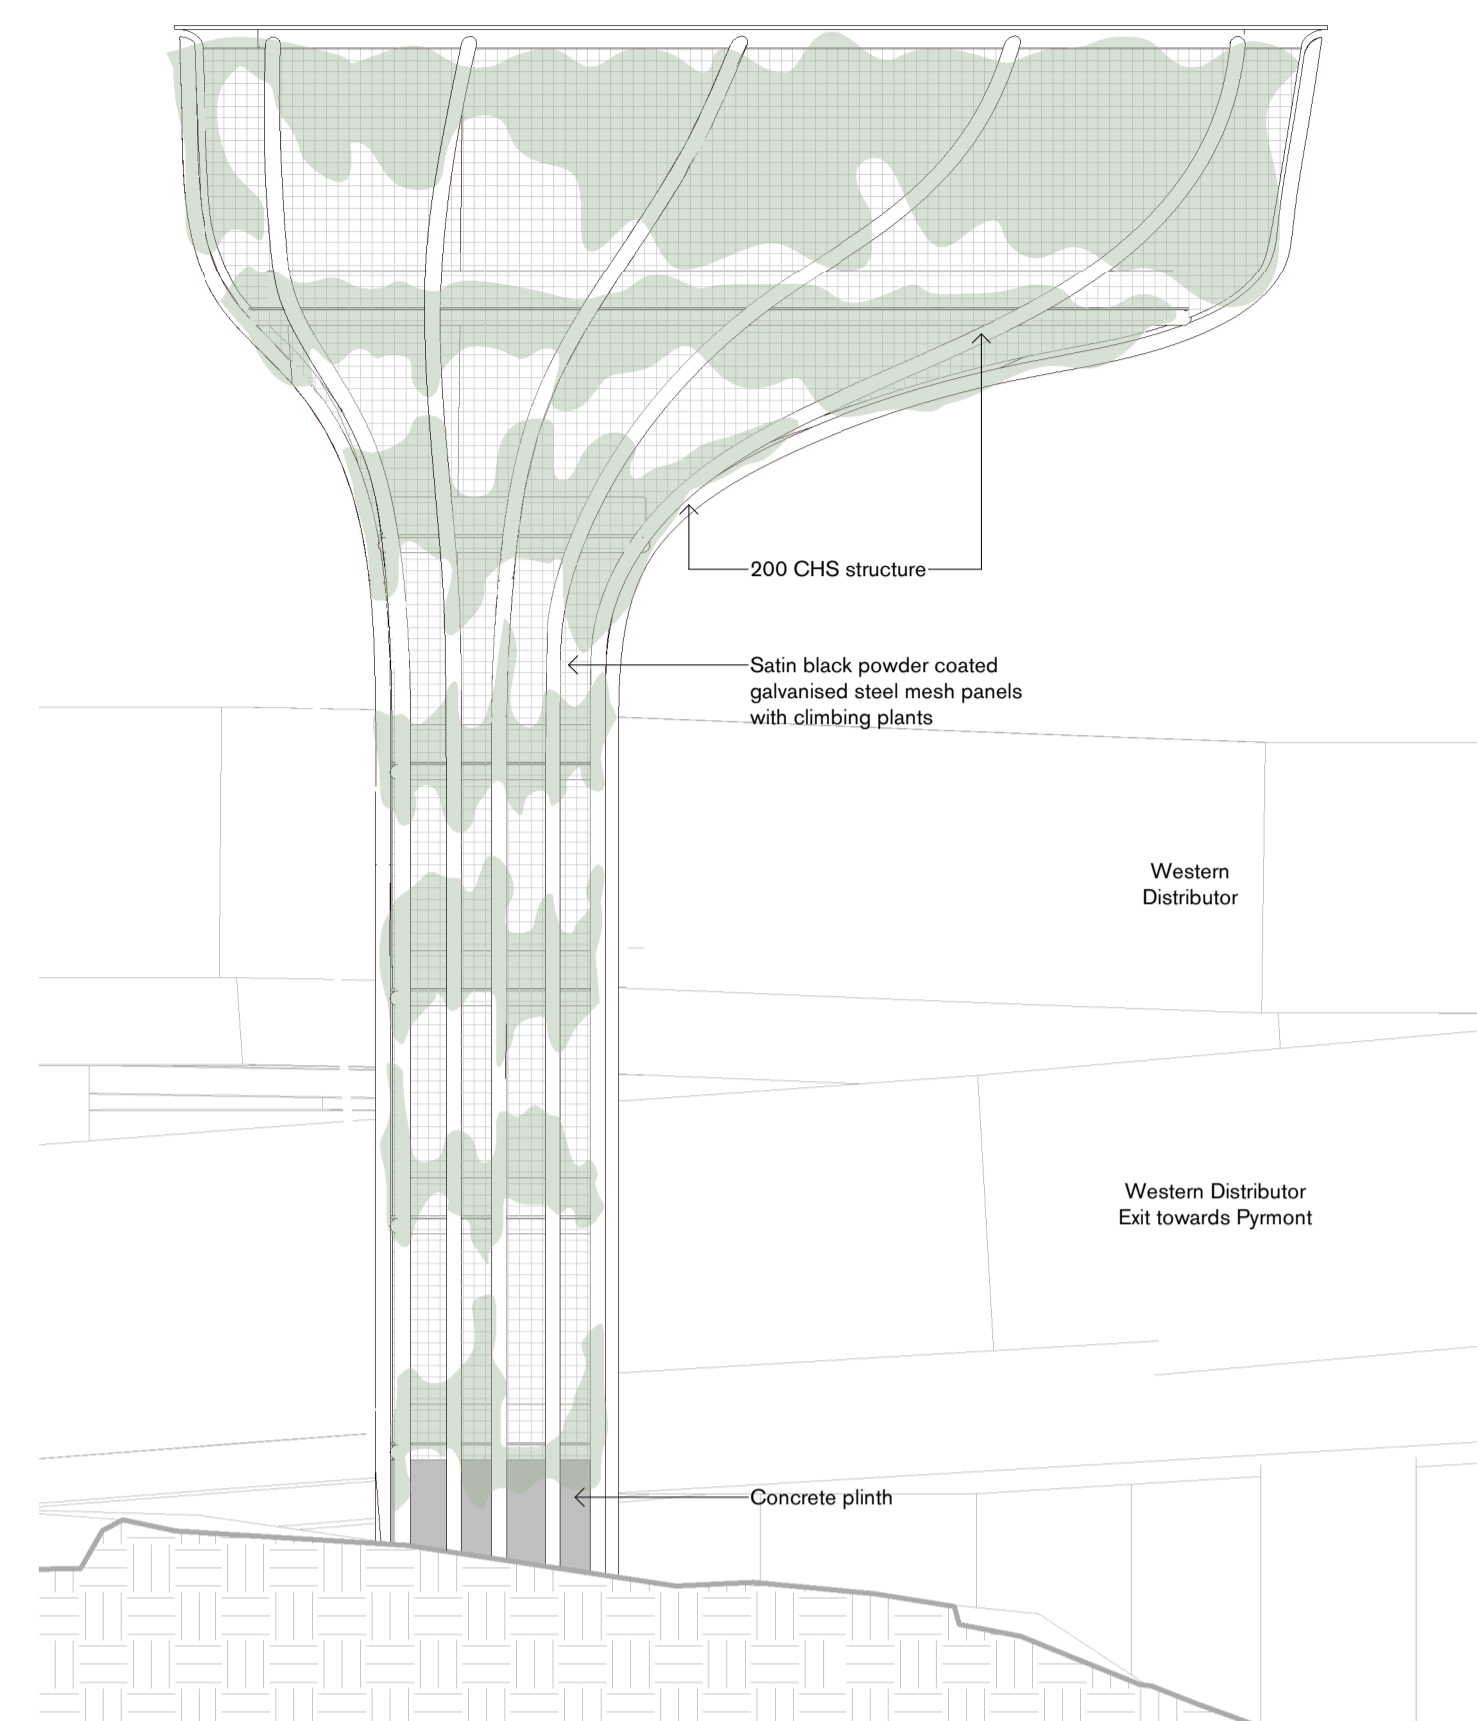 200 CHS structure
Satin black powder coated
galvanised steel mesh panels
with climbing plants
Western
Distributor
Western Distributor
Exit towards Pyrmont
Concrete plinth